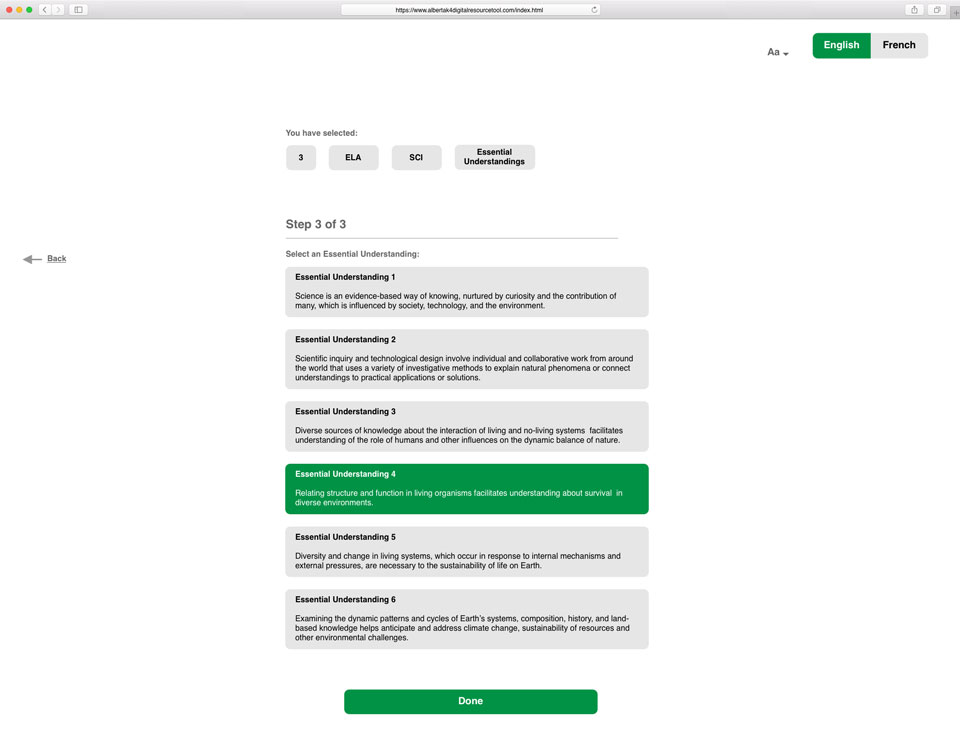 https://www.albertak4digitalresourcetool.com/index.html
Aa
English
French
You have selected:
3
ELA
SCI
Essential
Understandings
Step 3 of 3
Back
Select an Essential Understanding:
Essential Understanding 1
Science is an evidence-based way of knowing, nurtured by curiosity and the contribution of
many, which is influenced by society, technology, and the environment.
Essential Understanding 2
Scientific inquiry and technological design involve individual and collaborative work from around
the world that uses a variety of investigative methods to explain natural phenomena or connect
understandings to practical applications or solutions.
Essential Understanding 3
Diverse sources of knowledge about the interaction of living and no-living systems  facilitates
understanding of the role of humans and other influences on the dynamic balance of nature.
Essential Understanding 4
Relating structure and function in living organisms facilitates understanding about survival  in
diverse environments.
Essential Understanding 5
Diversity and change in living systems, which occur in response to internal mechanisms and
external pressures, are necessary to the sustainability of life on Earth.
Essential Understanding 6
Examining the dynamic patterns and cycles of Earth's systems, composition, history, and land-
based knowledge helps anticipate and address climate change, sustainability of resources and
other environmental challenges.
Done